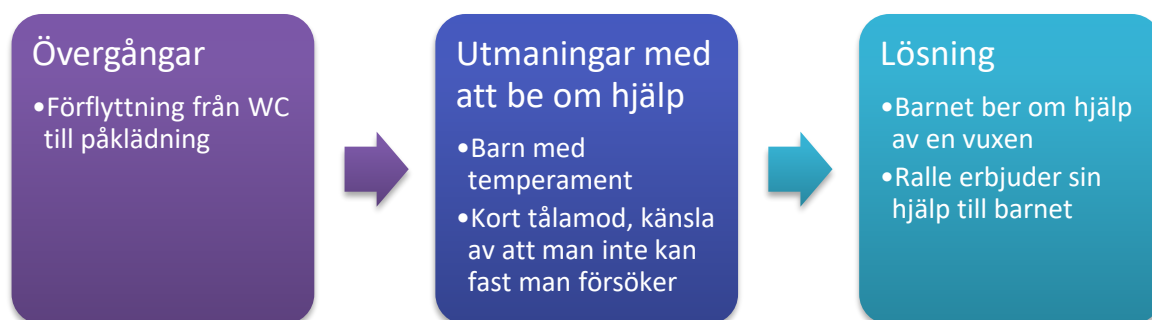 Övergångar
•Förflyttning från WC
till påklädning
Utmaningar med
att be om hjälp
•Barn med
temperament
•Kort tålamod, känsla
av att man inte kan
fast man försöker
Lösning
•Barnet ber om hjälp
av en vuxen
•Ralle erbjuder sin
hjälp till barnet